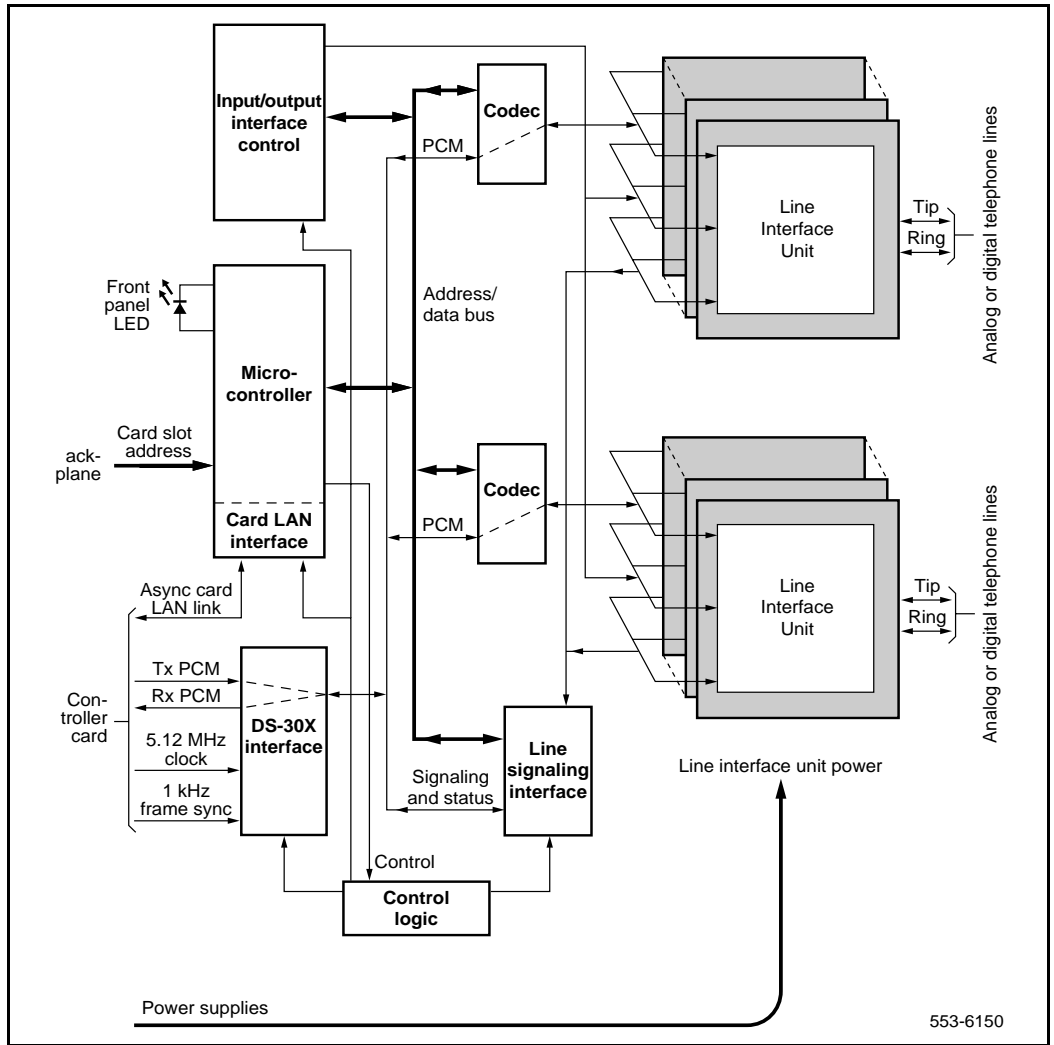 Input/output
interface
control
Codec
PCM
Line
Interface
Unit
Tip
Ring
Analog or digital telephone lines
Front
panel
LED
Address/
data bus
Micro-
controller
Card slot
address
ack-
plane
Card LAN
interface
Codec
PCM
Line
Interface
Unit
Tip
Ring
Analog or digital telephone lines
Async card
LAN link
Tx PCM
Rx PCM
Con-
troller
card
DS-30X
interface
5.12 MHz
clock
1 kHz
frame sync
Line
signaling
interface
Signaling
and status
Line interface unit power
Control
Control
logic
Power supplies
553-6150